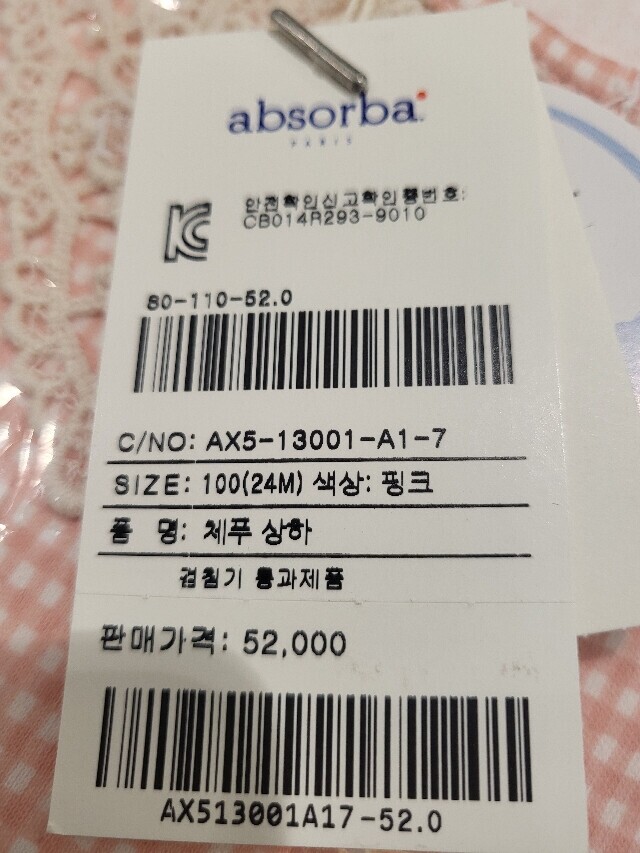 absorba
PARIS
안전확인신고확인증번호:
CB014R293-9010
80-110-52.0
C/NO: AX5-13001-A1-7
SIZE: 100(24M) 색상: 핑크
품 명: 체푸 상하
검침기 통과제품
판매가격: 52,000
AX513001A17-52.0